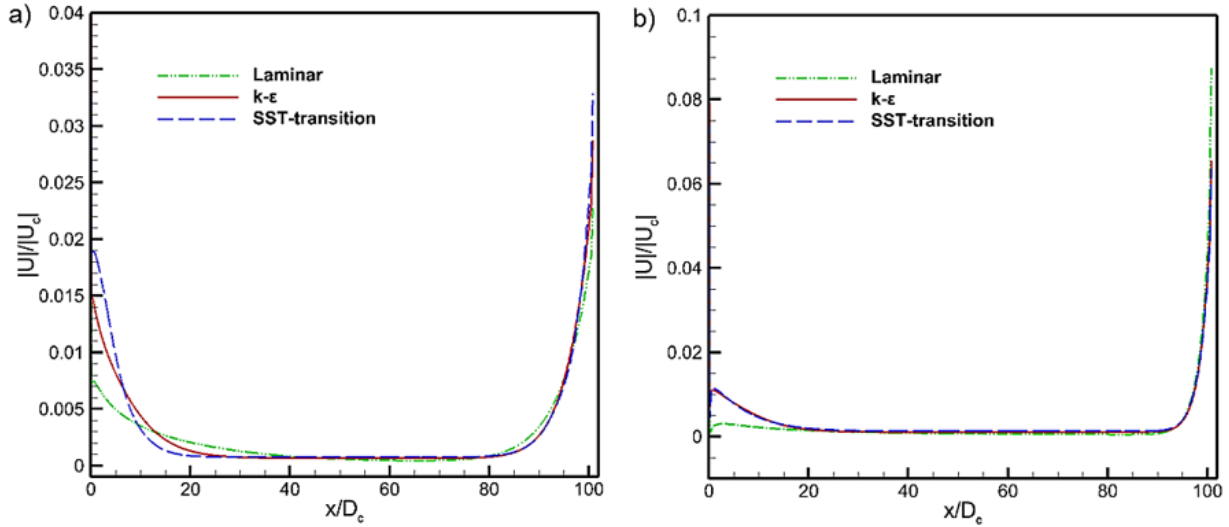 a)
0.04
0.035
0.03
0.025
0.02
0.015
0.01
0.005
0
|U|/|U_c|
Laminar
k-ε
SST-transition
0 20 40 60 80 100
x/D_c
b)
0.1
0.08
0.06
0.04
0.02
0
|U|/|U_c|
Laminar
k-ε
SST-transition
0 20 40 60 80 100
x/D_c